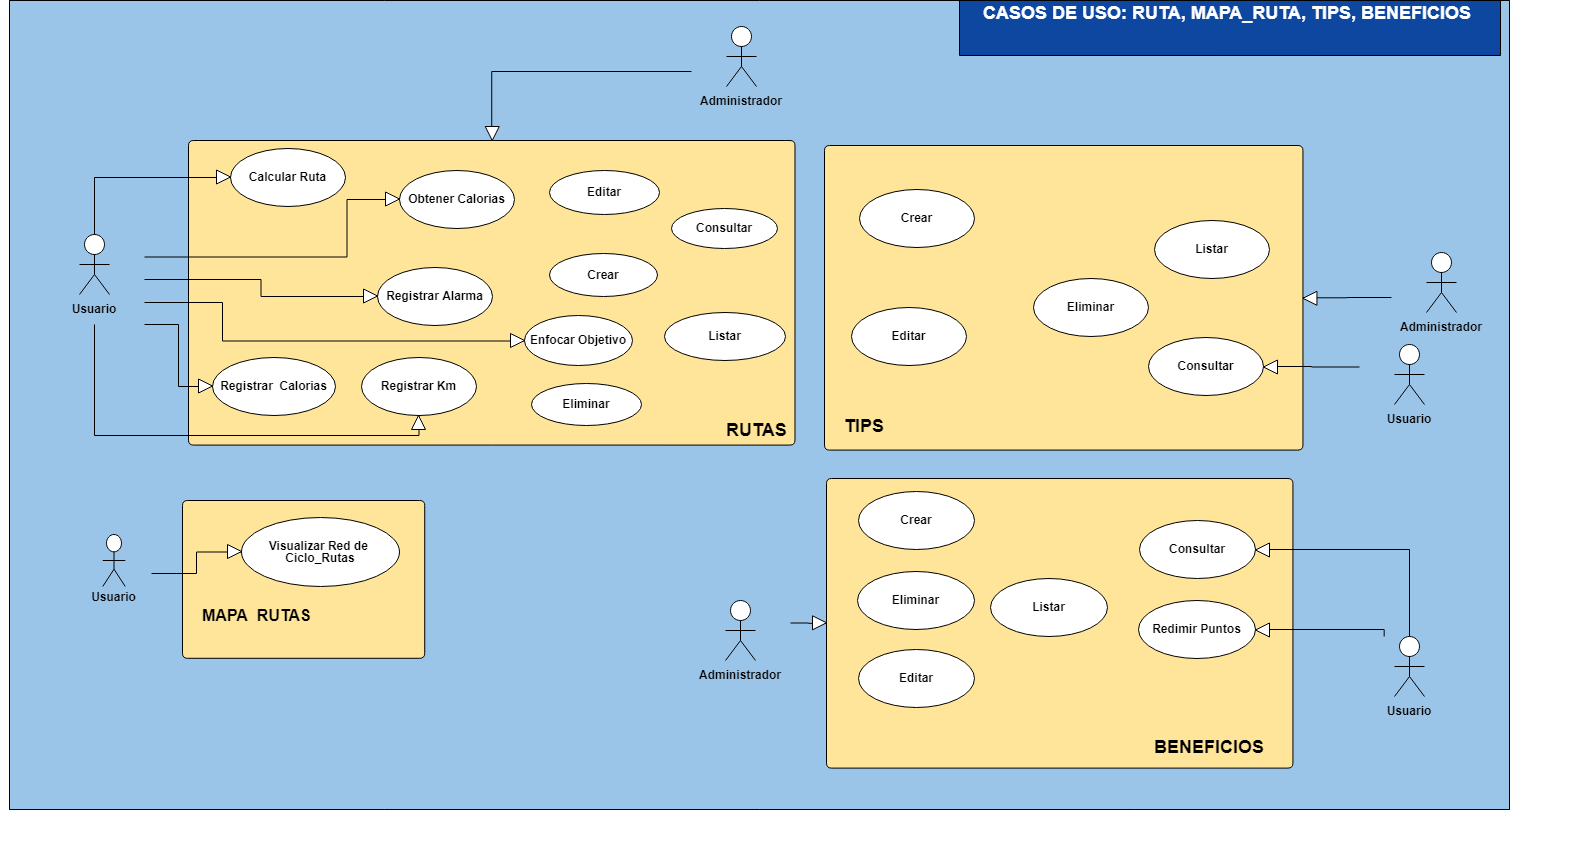 CASOS DE USO: RUTA, MAPA_RUTA, TIPS, BENEFICIOS
Administrador
Calcular Ruta
Obtener Calorias
Editar
Consultar
Usuario
Registrar Alarma
Crear
Enfocar Objetivo
Listar
Registrar  Calorias
Registrar Km
Eliminar
RUTAS
Crear
Listar
Eliminar
Editar
Consultar
TIPS
Administrador
Usuario
Visualizar Red de
Ciclo_Rutas
Usuario
MAPA  RUTAS
Crear
Consultar
Eliminar
Listar
Redimir Puntos
Editar
Administrador
Usuario
BENEFICIOS